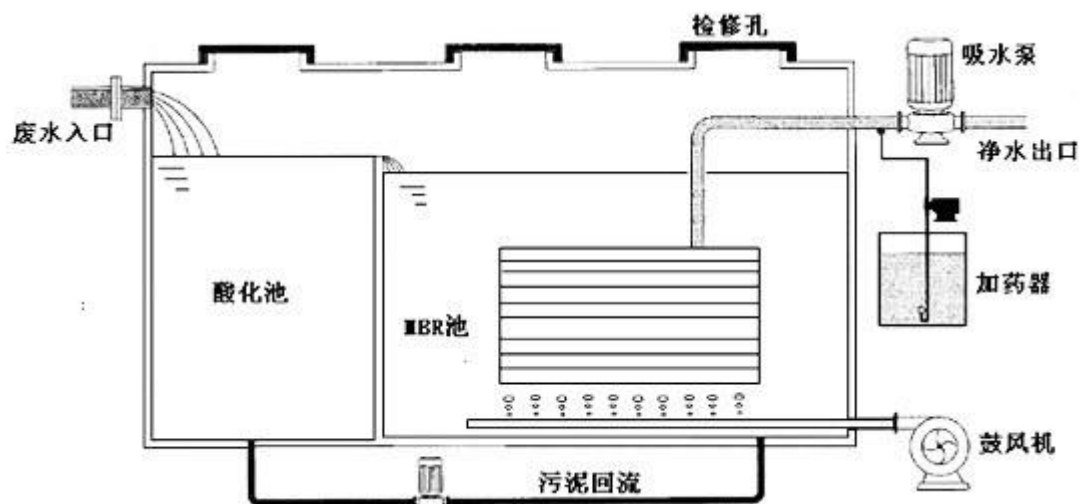 检修孔
吸水泵
废水入口
净水出口
酸化池
MBR池
加药器
鼓风机
污泥回流